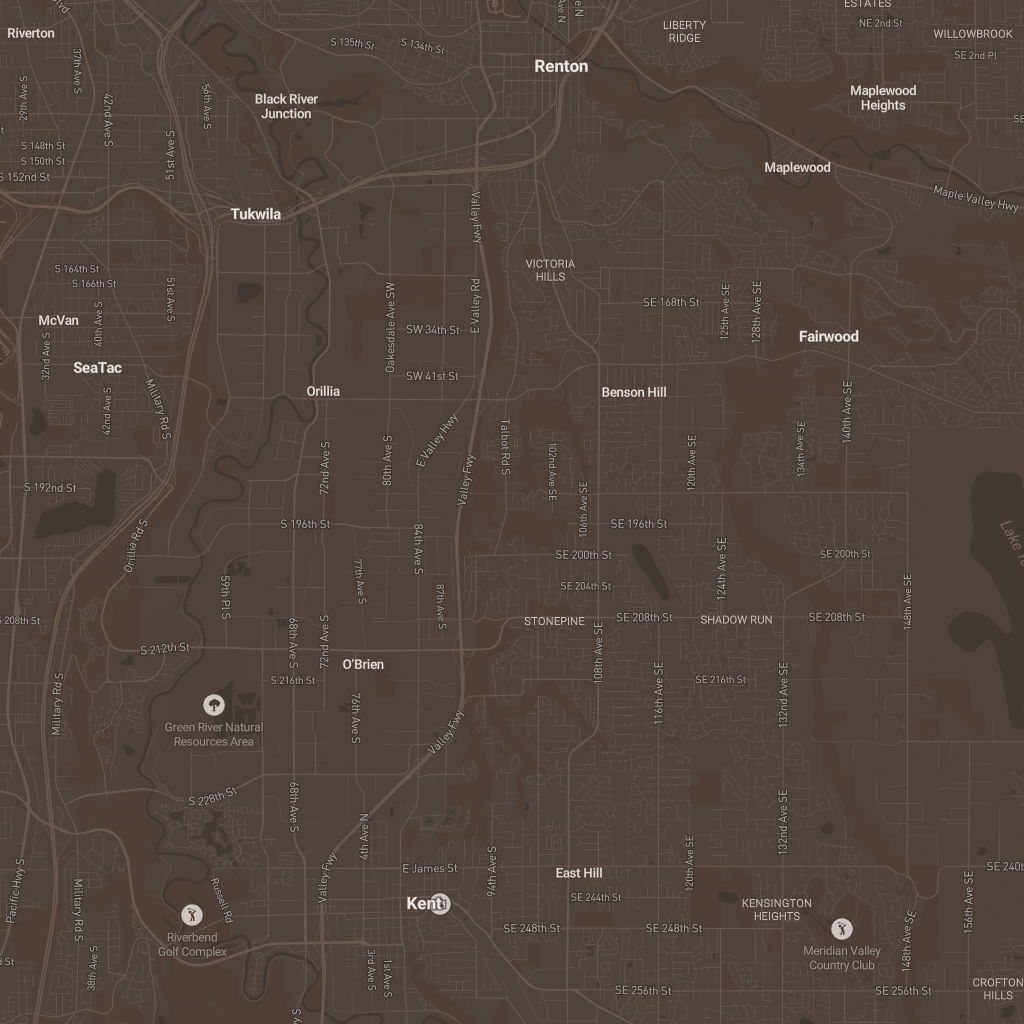 ESTATES
NE 2nd St
Blvd
Ave N
e N
LIBERTY
RIDGE
Riverton
WILLOWBROOK
S 135th St
S 134th St
SE 2nd Pl
37th Ave S
Renton
29th Ave S
42nd Ave S
56th Ave S
Black River
Junction
Maplewood
Heights
SE
51st Ave S
S 148th St
S 150th St
S 152nd St
Maplewood
Maple Valley Hwy
Tukwila
Valley Fwy
S 164th St
S 166th St
VICTORIA
HILLS
51st Ave S
E Valley Rd
Oakesdale Ave SW
SE 168th St
125th Ave SE
128th Ave SE
McVan
40th Ave S
32nd Ave S
SW 34th St
Fairwood
SeaTac
SW 41st St
Orillia
Benson Hill
Military Rd S
42nd Ave S
140th Ave SE
E Valley Hwy
Talbot Rd S
72nd Ave S
80th Ave S
102nd Ave SE
120th Ave SE
134th Ave SE
Valley Fwy
S 192nd St
106th Ave SE
S 196th St
SE 196th St
Orillia Rd S
84th Ave S
SE 200th St
SE 200th St
Lake
124th Ave SE
59th Pl S
77th Ave S
87th Ave S
SE 204th St
148th Ave SE
S 208th St
STONEPINE
SE 208th St
SHADOW RUN
SE 208th St
68th Ave S
72nd Ave S
108th Ave SE
S 212th St
O'Brien
S 216th St
SE 216th St
Military Rd S
116th Ave SE
132nd Ave SE
76th Ave S
Green River Natural
Resources Area
Valley Fwy
S 228th St
68th Ave S
4th Ave N
132nd Ave SE
Pacific Hwy S
Valley Fwy
E James St
94th Ave S
East Hill
120th Ave SE
SE 240t
Military Rd S
Russell Rd
Kent
SE 244th St
KENSINGTON
HEIGHTS
156th Ave SE
148th Ave SE
SE 248th St
SE 248th St
Riverbend
Golf Complex
Meridian Valley
Country Club
38th Ave S
3rd Ave S
1st Ave S
d St
SE 256th St
SE 256th St
CROFTON
HILLS
y S